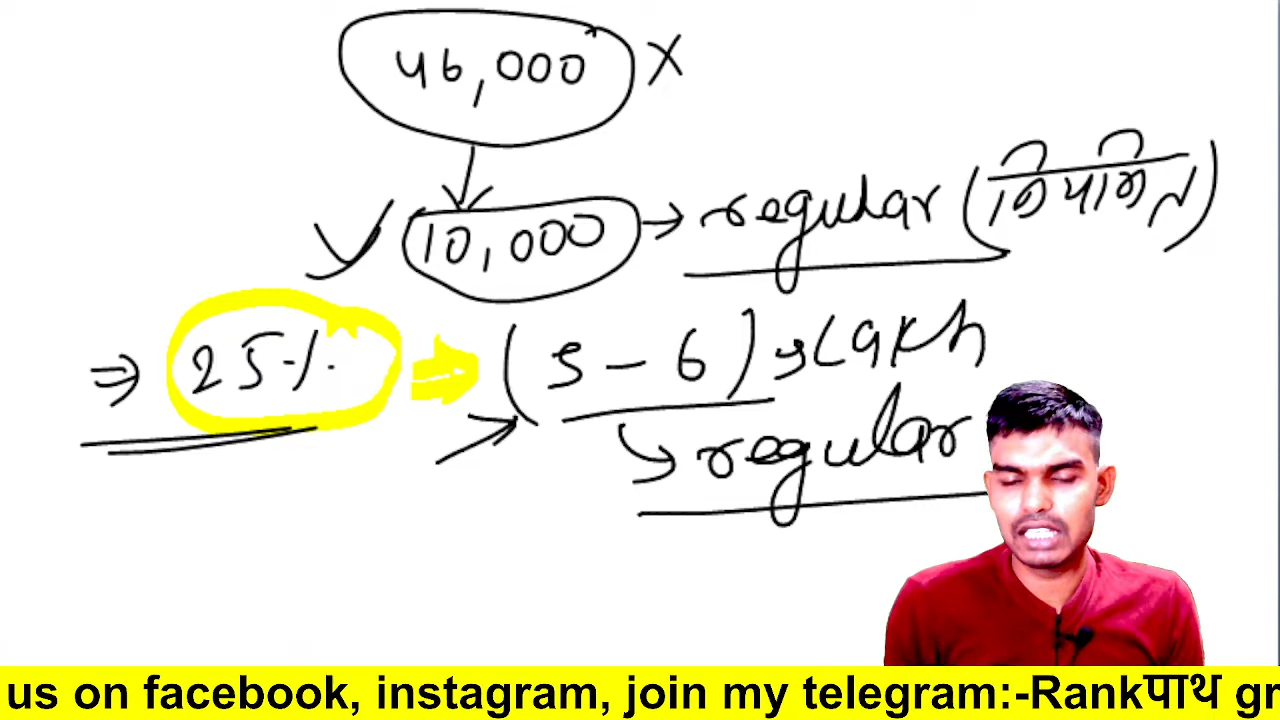 46,000 X
10,000 → regular (नियमित)
⇒ 25% ⇒ (5-6) → Lakh
→ regular
us on facebook, instagram, join my telegram:-Rankपाथ gr